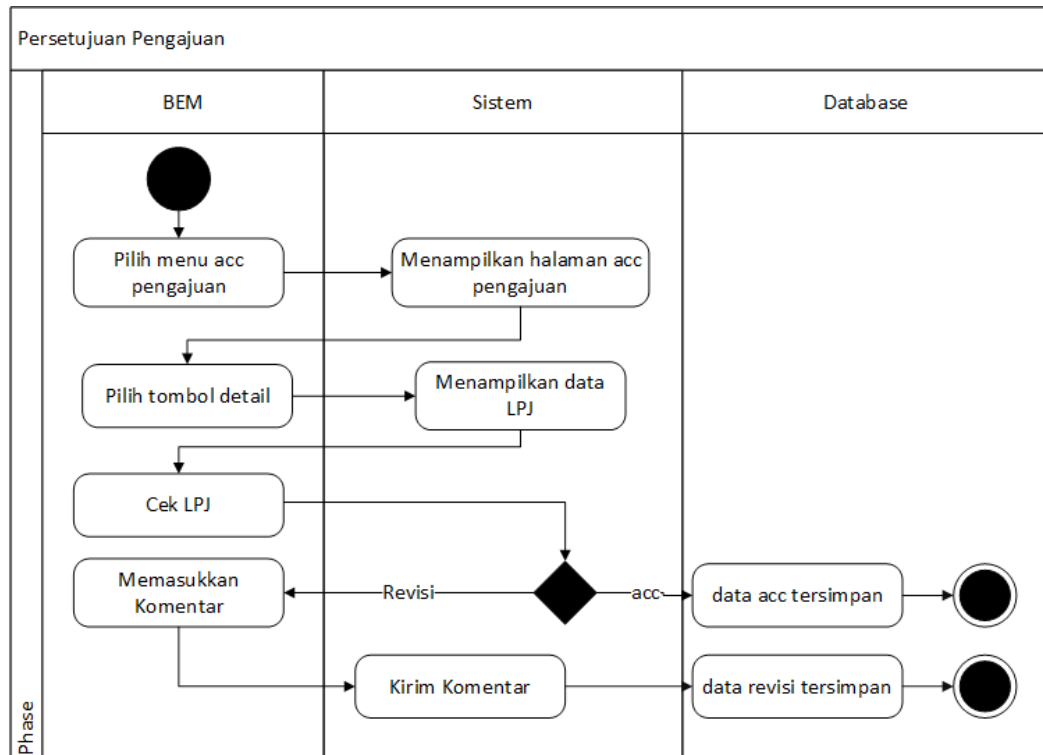 Persetujuan Pengajuan
BEM
Sistem
Database
Pilih menu acc
pengajuan
Menampilkan halaman acc
pengajuan
Pilih tombol detail
Menampilkan data
LPJ
Cek LPJ
Memasukkan
Komentar
Revisi
acc
data acc tersimpan
Kirim Komentar
data revisi tersimpan
Phase